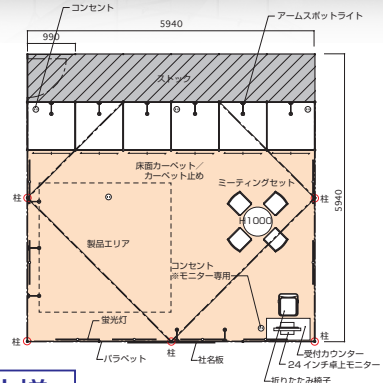 コンセント
アームスポットライト
5940
990
ストック
床面カーペット／
カーペット止め
ミーティングセット
柱
柱
5940
H1000
製品エリア
コンセント
※モニター専用
蛍光灯
柱
柱
柱
パラペット
社名板
受付カウンター
24 インチ卓上モニター
折りたたみ椅子